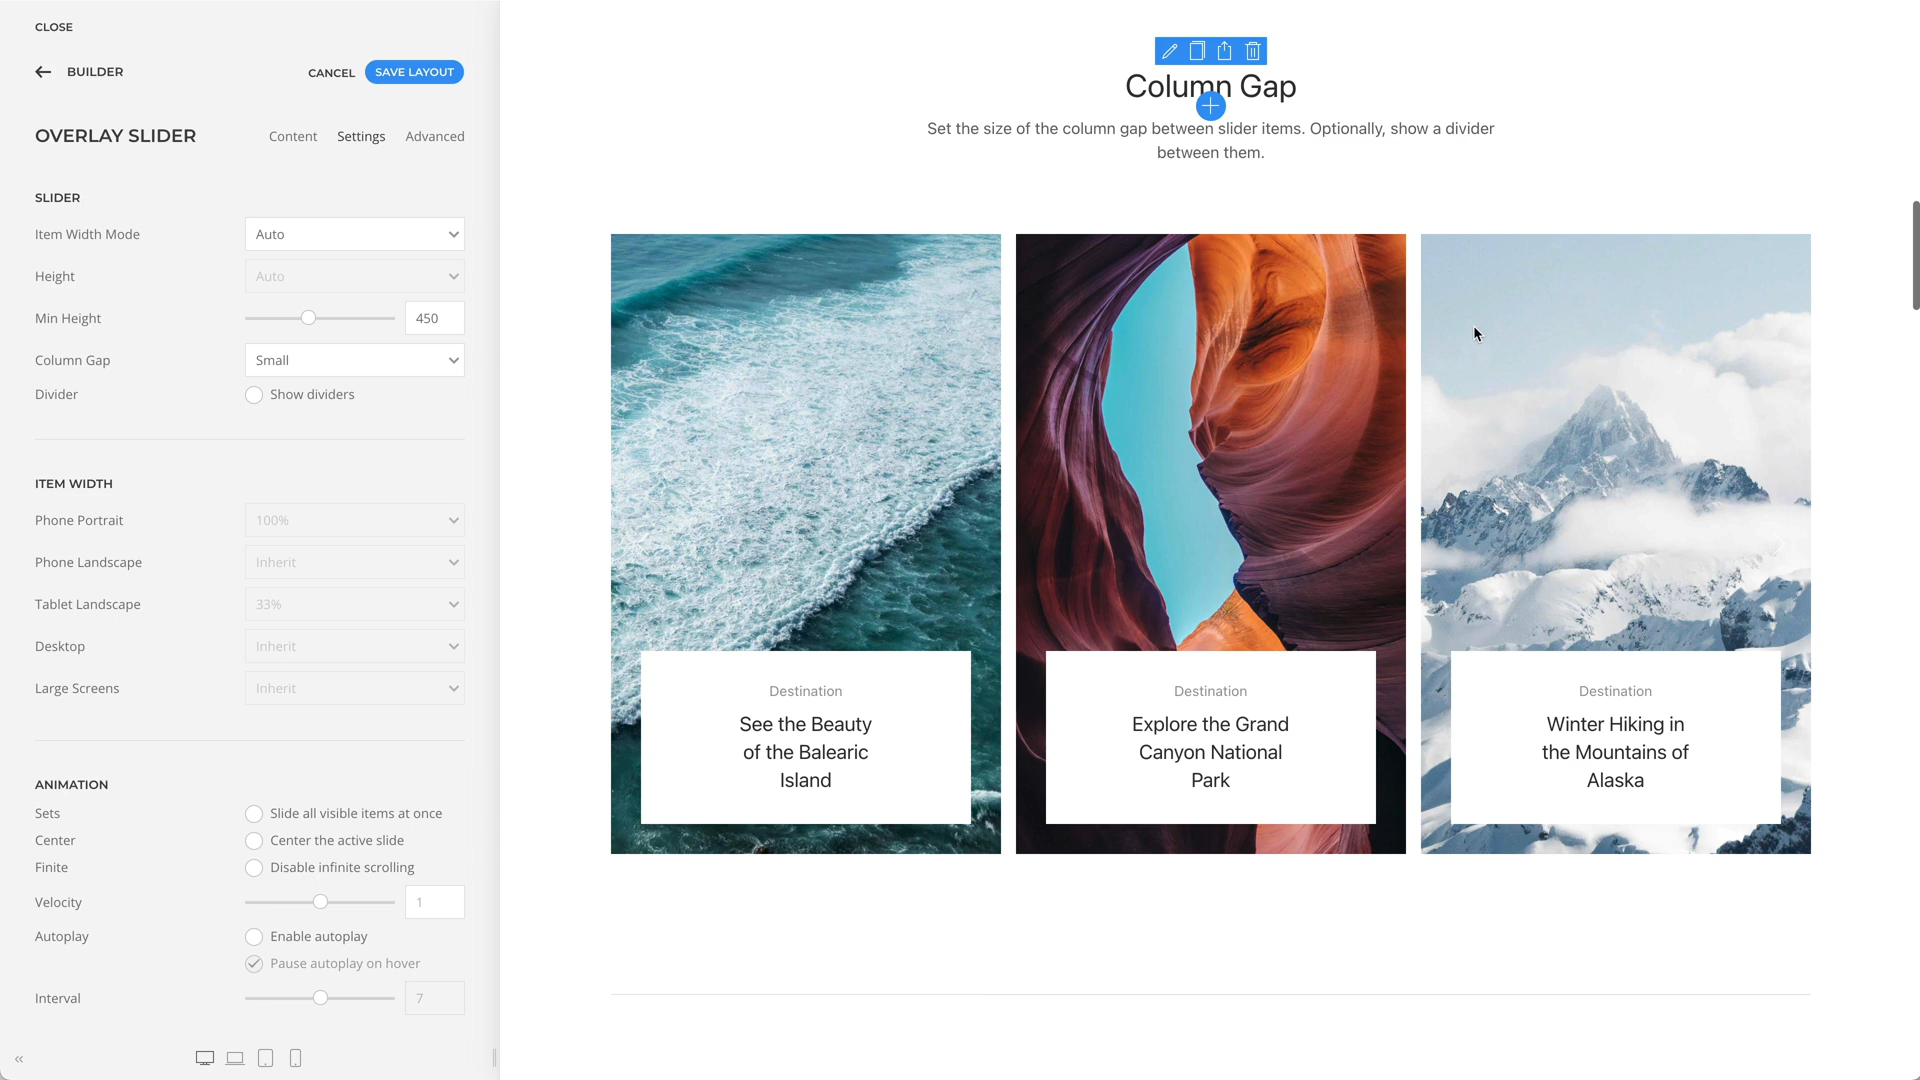 CLOSE
BUILDER
CANCEL
SAVE LAYOUT
OVERLAY SLIDER
Content
Settings
Advanced
SLIDER
Item Width Mode
Auto
Height
Auto
Min Height
450
Column Gap
Small
Divider
Show dividers
ITEM WIDTH
Phone Portrait
100%
Phone Landscape
Inherit
Tablet Landscape
33%
Desktop
Inherit
Large Screens
Inherit
ANIMATION
Sets
Slide all visible items at once
Center
Center the active slide
Finite
Disable infinite scrolling
Velocity
1
Autoplay
Enable autoplay
Pause autoplay on hover
Interval
7
Column Gap
Set the size of the column gap between slider items. Optionally, show a divider
between them.
Destination
See the Beauty
of the Balearic
Island
Destination
Explore the Grand
Canyon National
Park
Destination
Winter Hiking in
the Mountains of
Alaska